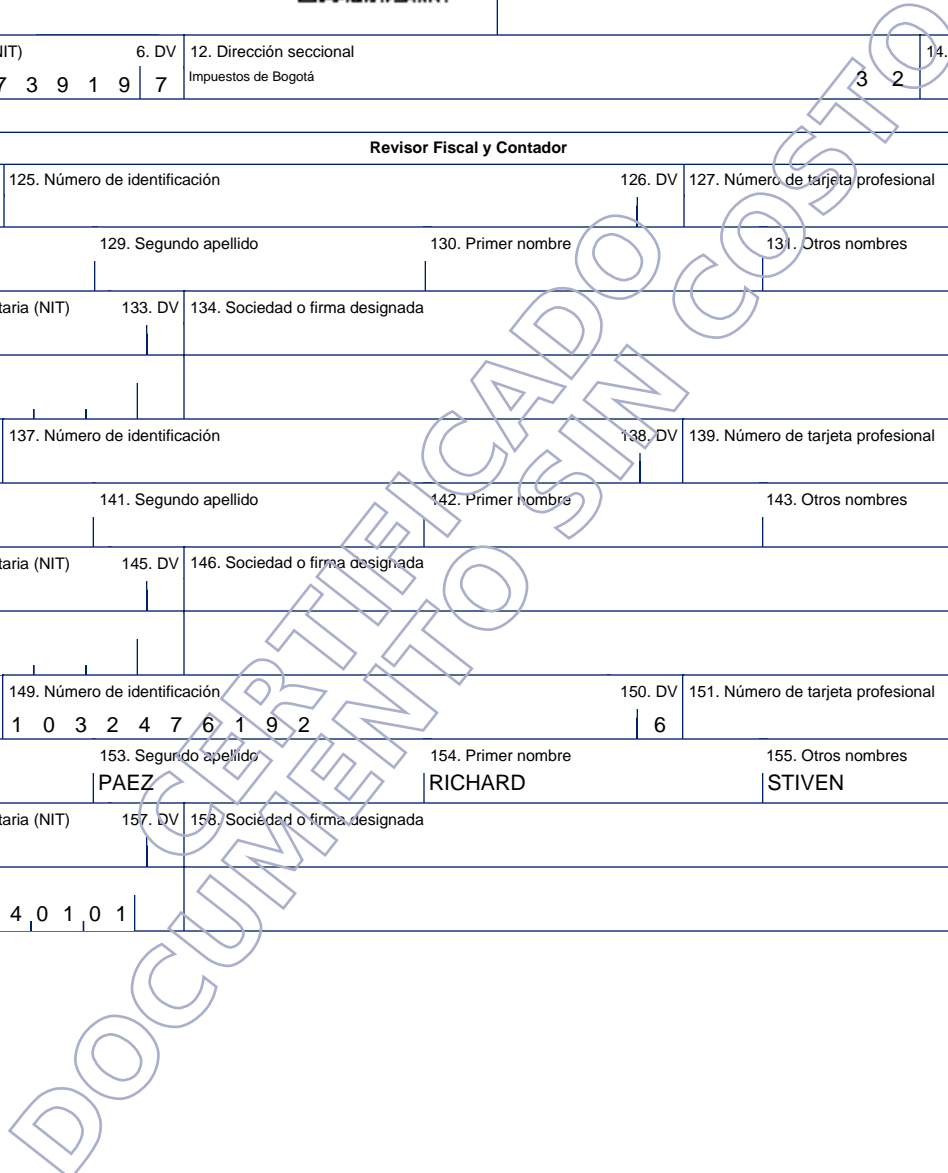 IIT) 6. DV 12. Dirección seccional 14.
7 3 9 1 9 7 Impuestos de Bogotá 3 2
Revisor Fiscal y Contador
125. Número de identificación 126. DV 127. Número de tarjeta profesional
129. Segundo apellido 130. Primer nombre 131. Otros nombres
taria (NIT) 133. DV 134. Sociedad o firma designada
137. Número de identificación 138. DV 139. Número de tarjeta profesional
141. Segundo apellido 142. Primer nombre 143. Otros nombres
taria (NIT) 145. DV 146. Sociedad o firma designada
149. Número de identificación 150. DV 151. Número de tarjeta profesional
1 0 3 2 4 7 6 1 9 2 6
153. Segundo apellido 154. Primer nombre 155. Otros nombres
PAEZ RICHARD STIVEN
taria (NIT) 157. DV 158. Sociedad o firma designada
4 0 1 0 1
CERTIFICADO
DOCUMENTO SIN COSTO